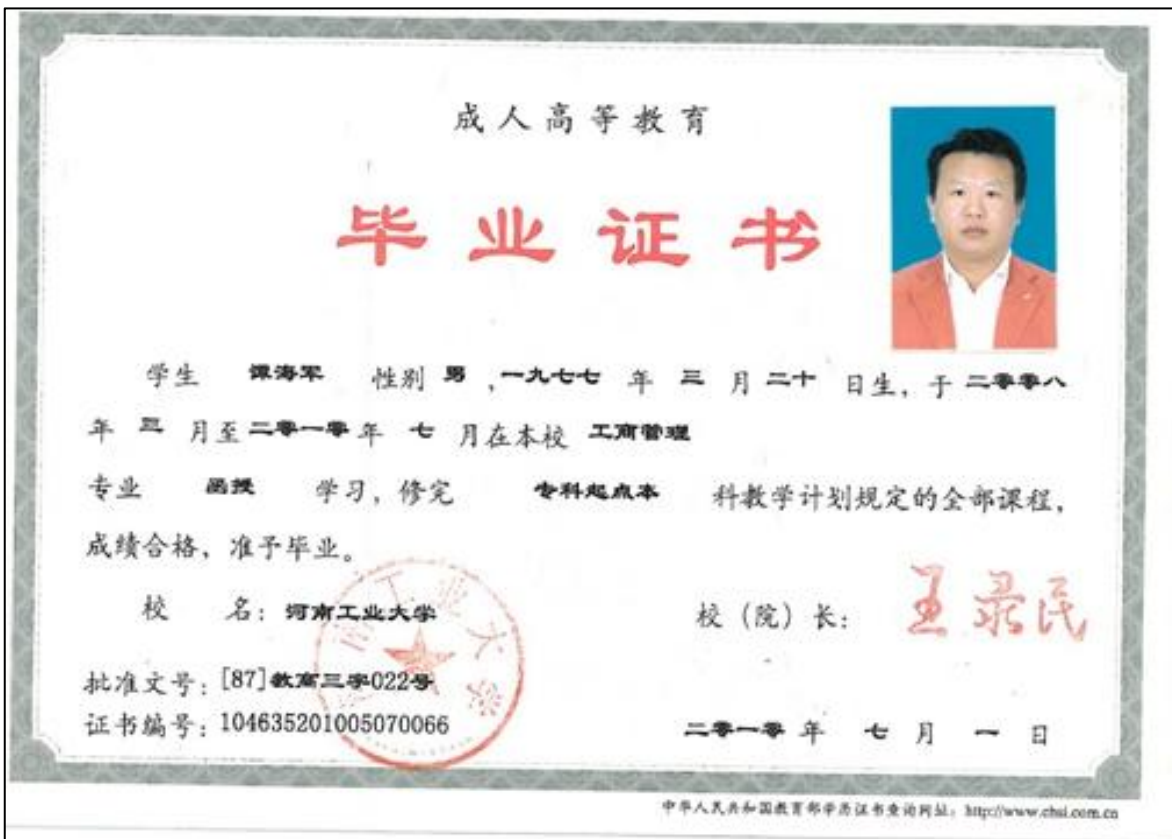 成人高等教育
毕业证书
学生 谭海军 性别 男 ,一九七七 年 三 月 二十 日生, 于 二零零八
年 三 月至 二零一零 年 七 月在本校 工商管理
专业 函授 学习, 修完 专科起点本 科教学计划规定的全部课程,
成绩合格, 准予毕业。
校 名: 河南工业大学 校 (院) 长: 王录民
批准文号: [87]教高三字022号
河南工业大学
证书编号: 104635201005070066 二零一零 年 七 月 一 日
中华人民共和国教育部学历证书查询网址: http://www.chsi.com.cn